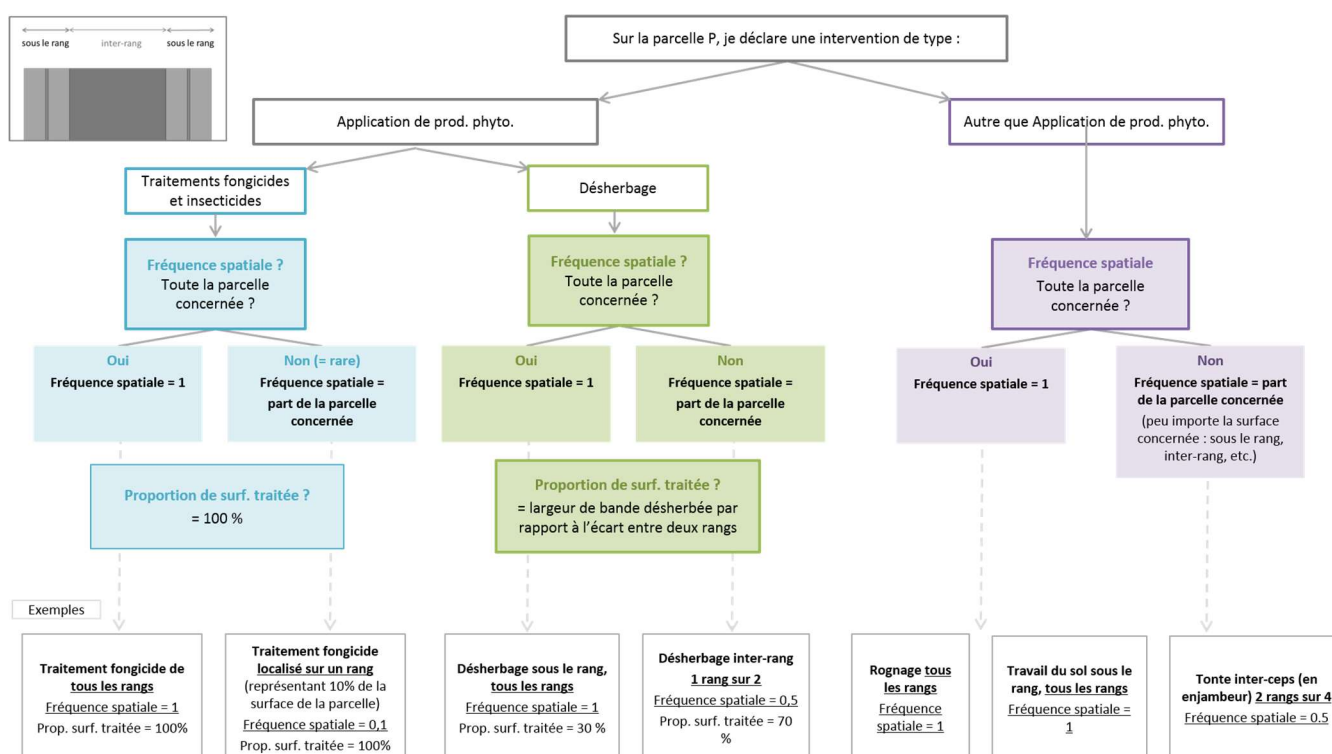 sous le rang
inter-rang
sous le rang
Sur la parcelle P, je déclare une intervention de type :
Application de prod. phyto.
Autre que Application de prod. phyto.
Traitements fongicides
et insecticides
Désherbage
Fréquence spatiale ?
Toute la parcelle
concernée ?
Fréquence spatiale ?
Toute la parcelle
concernée ?
Fréquence spatiale
Toute la parcelle
concernée ?
Oui
Fréquence spatiale = 1
Non (= rare)
Fréquence spatiale =
part de la parcelle
concernée
Oui
Fréquence spatiale = 1
Non
Fréquence spatiale =
part de la parcelle
concernée
Oui
Fréquence spatiale = 1
Non
Fréquence spatiale = part
de la parcelle concernée
(peu importe la surface
concernée : sous le rang,
inter-rang, etc.)
Proportion de surf. traitée ?
= 100 %
Proportion de surf. traitée ?
= largeur de bande désherbée par
rapport à l'écart entre deux rangs
Exemples
Traitement fongicide de
tous les rangs
Fréquence spatiale = 1
Prop. surf. traitée = 100%
Traitement fongicide
localisé sur un rang
(représentant 10% de la
surface de la parcelle)
Fréquence spatiale = 0,1
Prop. surf. traitée = 100%
Désherbage sous le rang,
tous les rangs
Fréquence spatiale = 1
Prop. surf. traitée = 30 %
Désherbage inter-rang
1 rang sur 2
Fréquence spatiale = 0,5
Prop. surf. traitée = 70
%
Rognage tous
les rangs
Fréquence
spatiale = 1
Travail du sol sous le
rang, tous les rangs
Fréquence spatiale =
1
Tonte inter-ceps (en
enjambeur) 2 rangs sur 4
Fréquence spatiale = 0.5